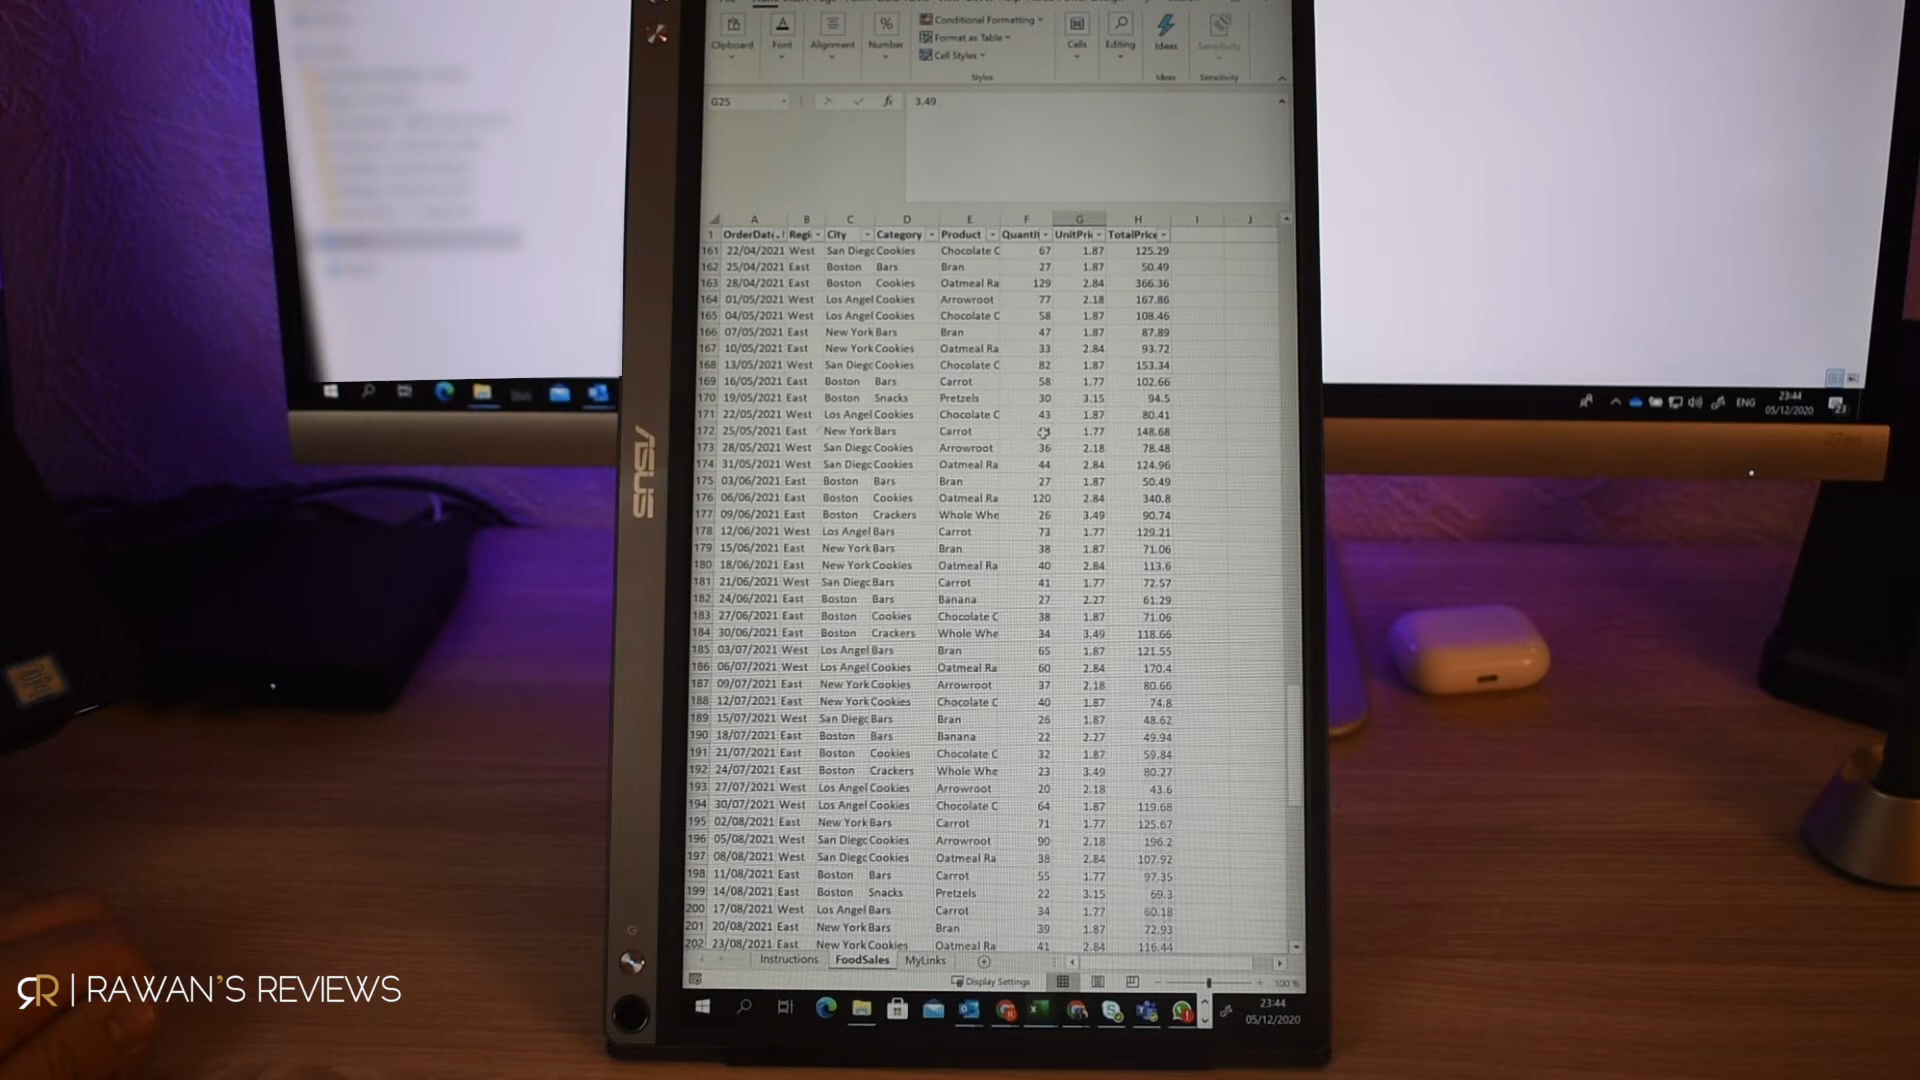 Clipboard Font Alignment Number Conditional Formatting Format as Table Cell Styles Styles Cells Editing Ideas Ideas Sensitivity Sensitivity
G25 fx 3.49
A B C D E F G H I J
1 OrderDat Regi City Category Product Quantit UnitPri TotalPrice
161 22/04/2021 West San Diego Cookies Chocolate C 67 1.87 125.29
162 25/04/2021 East Boston Bars Bran 27 1.87 50.49
163 28/04/2021 East Boston Cookies Oatmeal Ra 129 2.84 366.36
164 01/05/2021 West Los Angel Cookies Arrowroot 77 2.18 167.86
165 04/05/2021 West Los Angel Cookies Chocolate C 58 1.87 108.46
166 07/05/2021 East New York Bars Bran 47 1.87 87.89
167 10/05/2021 East New York Cookies Oatmeal Ra 33 2.84 93.72
168 13/05/2021 West San Diego Cookies Chocolate C 82 1.87 153.34
169 16/05/2021 East Boston Bars Carrot 58 1.77 102.66
170 19/05/2021 East Boston Snacks Pretzels 30 3.15 94.5
171 22/05/2021 West Los Angel Cookies Chocolate C 43 1.87 80.41
172 25/05/2021 East New York Bars Carrot 1.77 148.68
173 28/05/2021 West San Diego Cookies Arrowroot 36 2.18 78.48
174 31/05/2021 West San Diego Cookies Oatmeal Ra 44 2.84 124.96
175 03/06/2021 East Boston Bars Bran 27 1.87 50.49
176 06/06/2021 East Boston Cookies Oatmeal Ra 120 2.84 340.8
177 09/06/2021 East Boston Crackers Whole Whe 26 3.49 90.74
178 12/06/2021 West Los Angel Bars Carrot 73 1.77 129.21
179 15/06/2021 East New York Bars Bran 38 1.87 71.06
180 18/06/2021 East New York Cookies Oatmeal Ra 40 2.84 113.6
181 21/06/2021 West San Diego Bars Carrot 41 1.77 72.57
182 24/06/2021 East Boston Bars Banana 27 2.27 61.29
183 27/06/2021 East Boston Cookies Chocolate C 38 1.87 71.06
184 30/06/2021 East Boston Crackers Whole Whe 34 3.49 118.66
185 03/07/2021 West Los Angel Bars Bran 65 1.87 121.55
186 06/07/2021 West Los Angel Cookies Oatmeal Ra 60 2.84 170.4
187 09/07/2021 East New York Cookies Arrowroot 37 2.18 80.66
188 12/07/2021 East New York Cookies Chocolate C 40 1.87 74.8
189 15/07/2021 West San Diego Bars Bran 26 1.87 48.62
190 18/07/2021 East Boston Bars Banana 22 2.27 49.94
191 21/07/2021 East Boston Cookies Chocolate C 32 1.87 59.84
192 24/07/2021 East Boston Crackers Whole Whe 23 3.49 80.27
193 27/07/2021 West Los Angel Cookies Arrowroot 20 2.18 43.6
194 30/07/2021 West Los Angel Cookies Chocolate C 64 1.87 119.68
195 02/08/2021 East New York Bars Carrot 71 1.77 125.67
196 05/08/2021 West San Diego Cookies Arrowroot 90 2.18 196.2
197 08/08/2021 West San Diego Cookies Oatmeal Ra 38 2.84 107.92
198 11/08/2021 East Boston Bars Carrot 55 1.77 97.35
199 14/08/2021 East Boston Snacks Pretzels 22 3.15 69.3
200 17/08/2021 West Los Angel Bars Carrot 34 1.77 60.18
201 20/08/2021 East New York Bars Bran 39 1.87 72.93
202 23/08/2021 East New York Cookies Oatmeal Ra 41 2.84 116.44
Instructions FoodSales MyLinks
Display Settings 100%
23:44
05/12/2020
ASUS
ENG 23:44
05/12/2020
RR | RAWAN'S REVIEWS